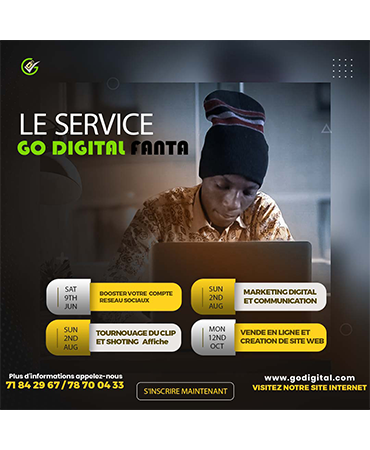 LE SERVICE
GO DIGITAL FANTA
SAT
9TH
JUN
BOOSTER VOTRE COMPTE
RESEAU SOCIAUX
SUN
2ND
AUG
MARKETING DIGITAL
ET COMMUNICATION
SUN
2ND
AUG
TOURNOUAGE DU CLIP
ET SHOTING Affiche
MON
12ND
OCT
VENDE EN LIGNE ET
CREATION DE SITE WEB
Plus d'informations appelez-nous
71 84 29 67 / 78 70 04 33
S'INSCRIRE MAINTENANT
www.godigital.com
VISITEZ NOTRE SITE INTERNET